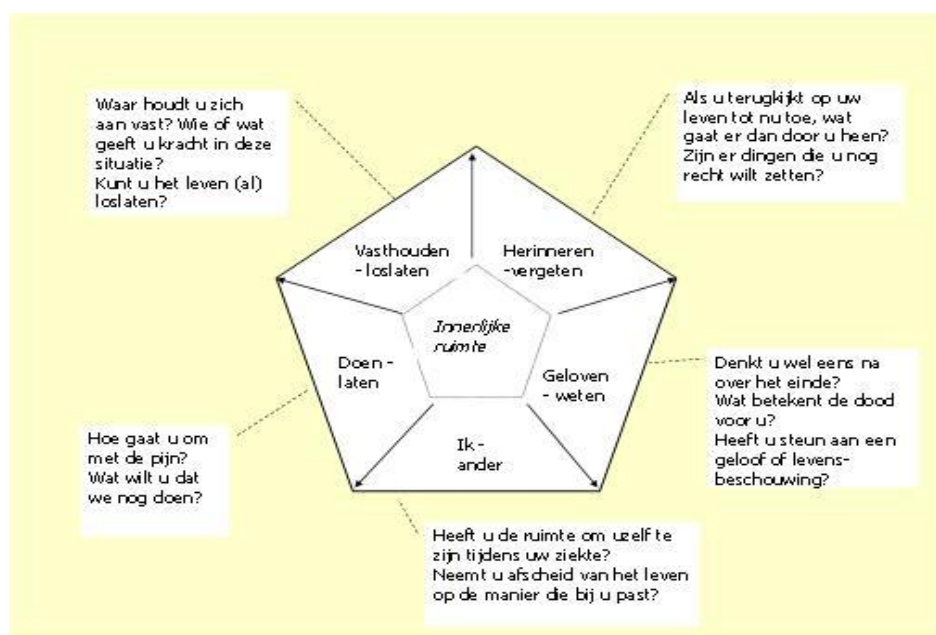 Waar houdt u zich
aan vast? Wie of wat
geeft u kracht in deze
situatie?
Kunt u het leven (al)
loslaten?
Als u terugkijkt op uw
leven tot nu toe, wat
gaat er dan door u heen?
Zijn er dingen die u nog
recht wilt zetten?
Vasthouden
- loslaten
Herinneren
-vergeten
Innerlijke
ruimte
Doen -
laten
Geloven
- weten
Ik -
ander
Denkt u wel eens na
over het einde?
Wat betekent de dood
voor u?
Heeft u steun aan een
geloof of levens-
beschouwing?
Hoe gaat u om
met de pijn?
Wat wilt u dat
we nog doen?
Heeft u de ruimte om uzelf te
zijn tijdens uw ziekte?
Neemt u afscheid van het leven
op de manier die bij u past?